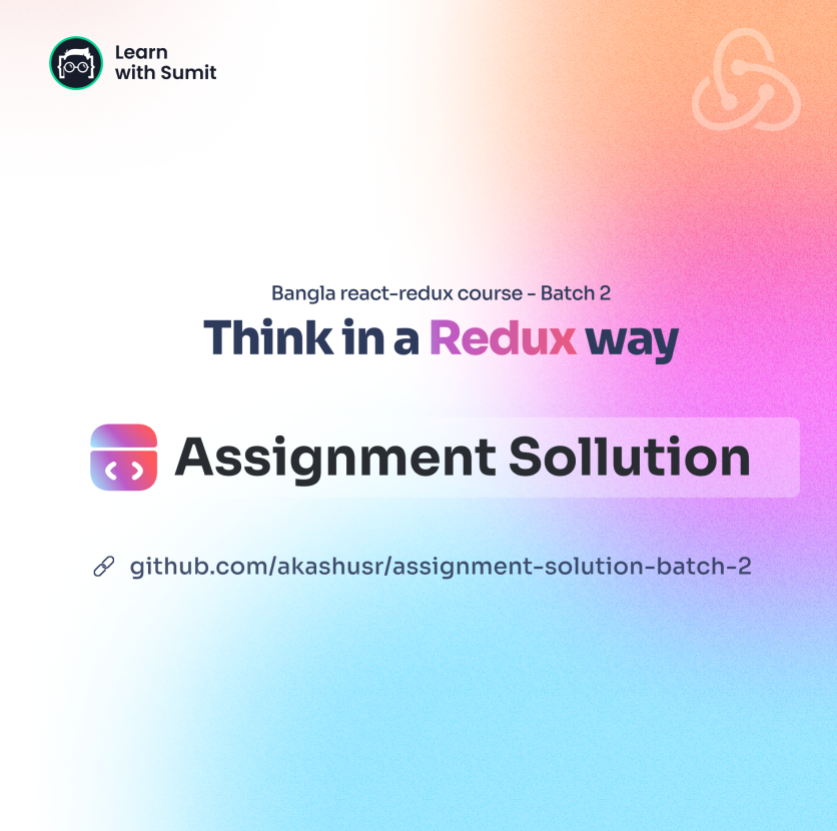 Learn
with Sumit
Bangla react-redux course - Batch 2
Think in a Redux way
Assignment Sollution
github.com/akashusr/assignment-solution-batch-2